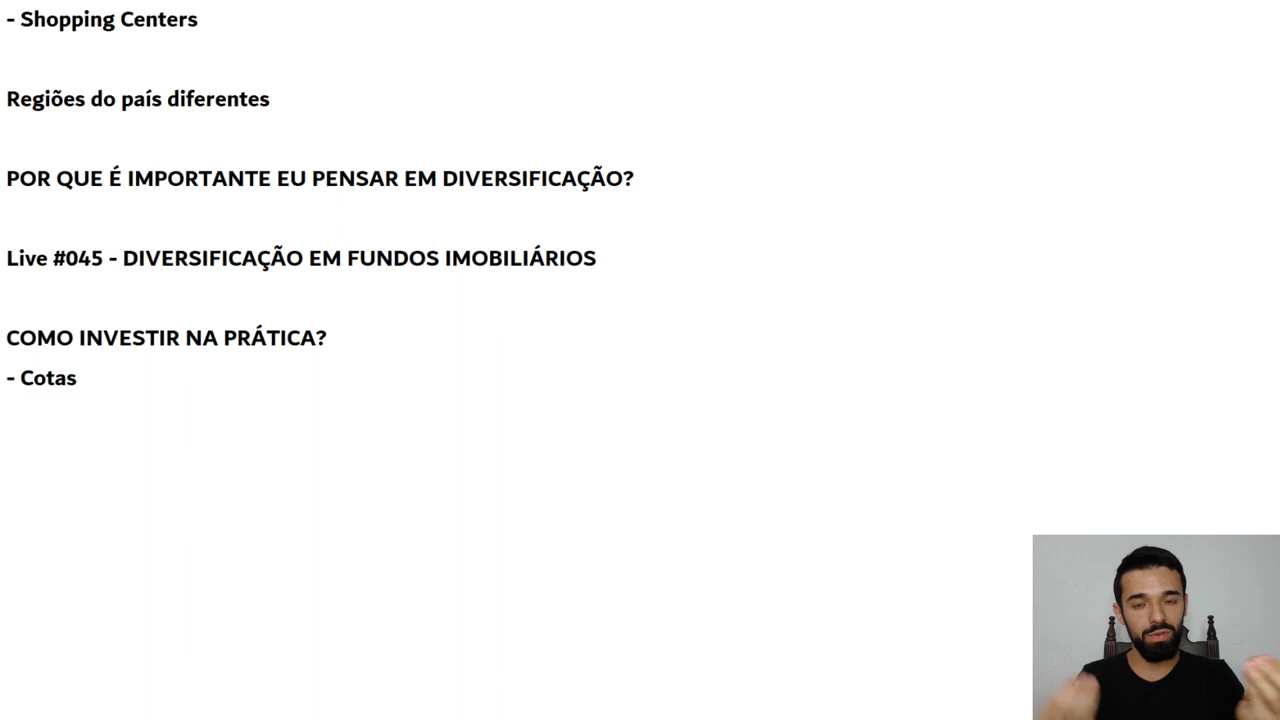 - Shopping Centers
Regiões do país diferentes
POR QUE É IMPORTANTE EU PENSAR EM DIVERSIFICAÇÃO?
Live #045 - DIVERSIFICAÇÃO EM FUNDOS IMOBILIÁRIOS
COMO INVESTIR NA PRÁTICA?
- Cotas